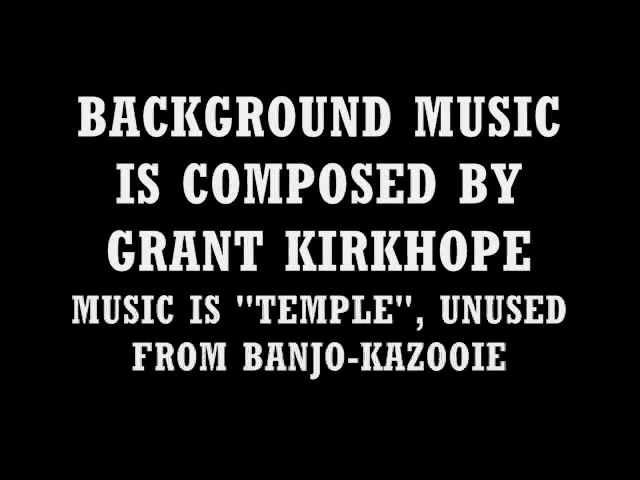 BACKGROUND MUSIC
IS COMPOSED BY
GRANT KIRKHOPE
MUSIC IS "TEMPLE", UNUSED
FROM BANJO-KAZOOIE